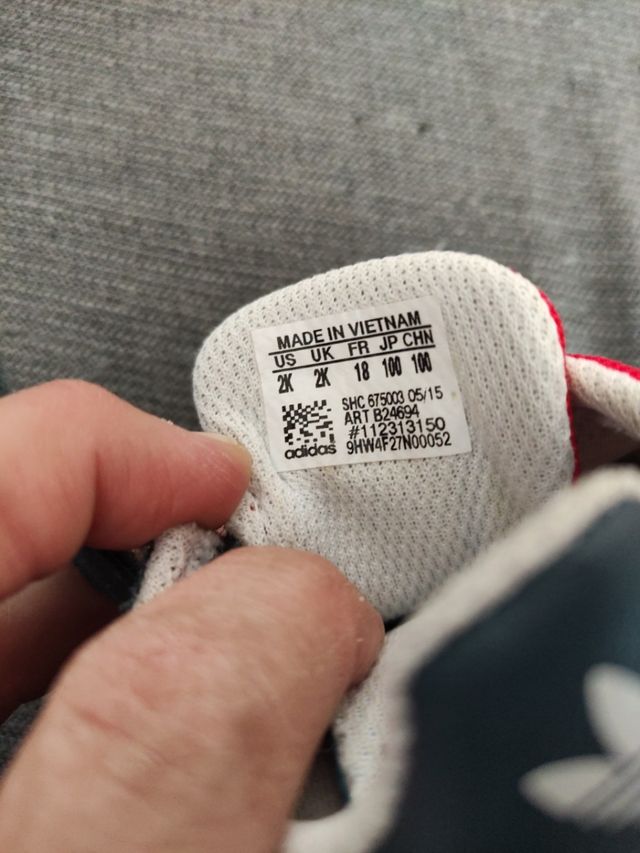 MADE IN VIETNAM
US UK FR JP CHN
2K 2K 18 100 100
SHC 675003 05/15
ART B24694
#112313150
adidas 9HW4F27N00052